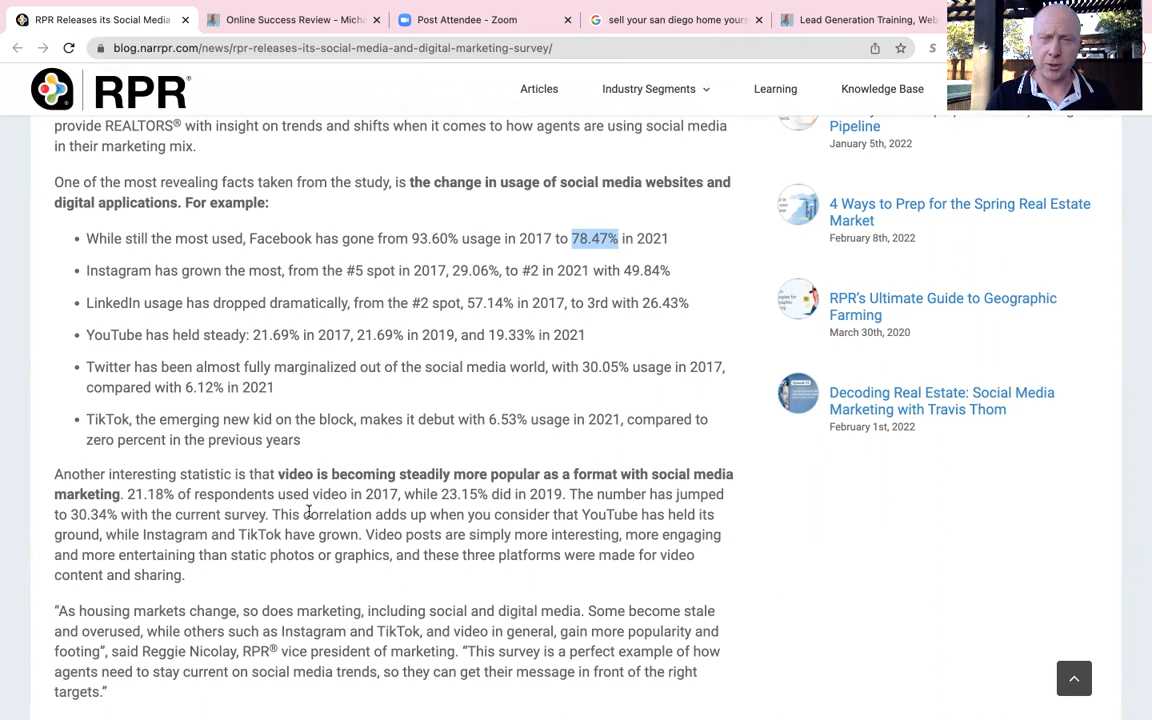 RPR Releases its Social Media
Online Success Review - Micha
Post Attendee - Zoom
sell your san diego home yours
Lead Generation Training, Web
blog.narrpr.com/news/rpr-releases-its-social-media-and-digital-marketing-survey/
RPR®
Articles
Industry Segments
Learning
Knowledge Base
provide REALTORS® with insight on trends and shifts when it comes to how agents are using social media
in their marketing mix.
One of the most revealing facts taken from the study, is the change in usage of social media websites and
digital applications. For example:
• While still the most used, Facebook has gone from 93.60% usage in 2017 to 78.47% in 2021
• Instagram has grown the most, from the #5 spot in 2017, 29.06%, to #2 in 2021 with 49.84%
• LinkedIn usage has dropped dramatically, from the #2 spot, 57.14% in 2017, to 3rd with 26.43%
• YouTube has held steady: 21.69% in 2017, 21.69% in 2019, and 19.33% in 2021
• Twitter has been almost fully marginalized out of the social media world, with 30.05% usage in 2017,
compared with 6.12% in 2021
• TikTok, the emerging new kid on the block, makes it debut with 6.53% usage in 2021, compared to
zero percent in the previous years
Another interesting statistic is that video is becoming steadily more popular as a format with social media
marketing. 21.18% of respondents used video in 2017, while 23.15% did in 2019. The number has jumped
to 30.34% with the current survey. This correlation adds up when you consider that YouTube has held its
ground, while Instagram and TikTok have grown. Video posts are simply more interesting, more engaging
and more entertaining than static photos or graphics, and these three platforms were made for video
content and sharing.
"As housing markets change, so does marketing, including social and digital media. Some become stale
and overused, while others such as Instagram and TikTok, and video in general, gain more popularity and
footing", said Reggie Nicolay, RPR® vice president of marketing. "This survey is a perfect example of how
agents need to stay current on social media trends, so they can get their message in front of the right
targets."
Pipeline
January 5th, 2022
4 Ways to Prep for the Spring Real Estate
Market
February 8th, 2022
RPR's Ultimate Guide to Geographic
Farming
March 30th, 2020
Decoding Real Estate: Social Media
Marketing with Travis Thom
February 1st, 2022